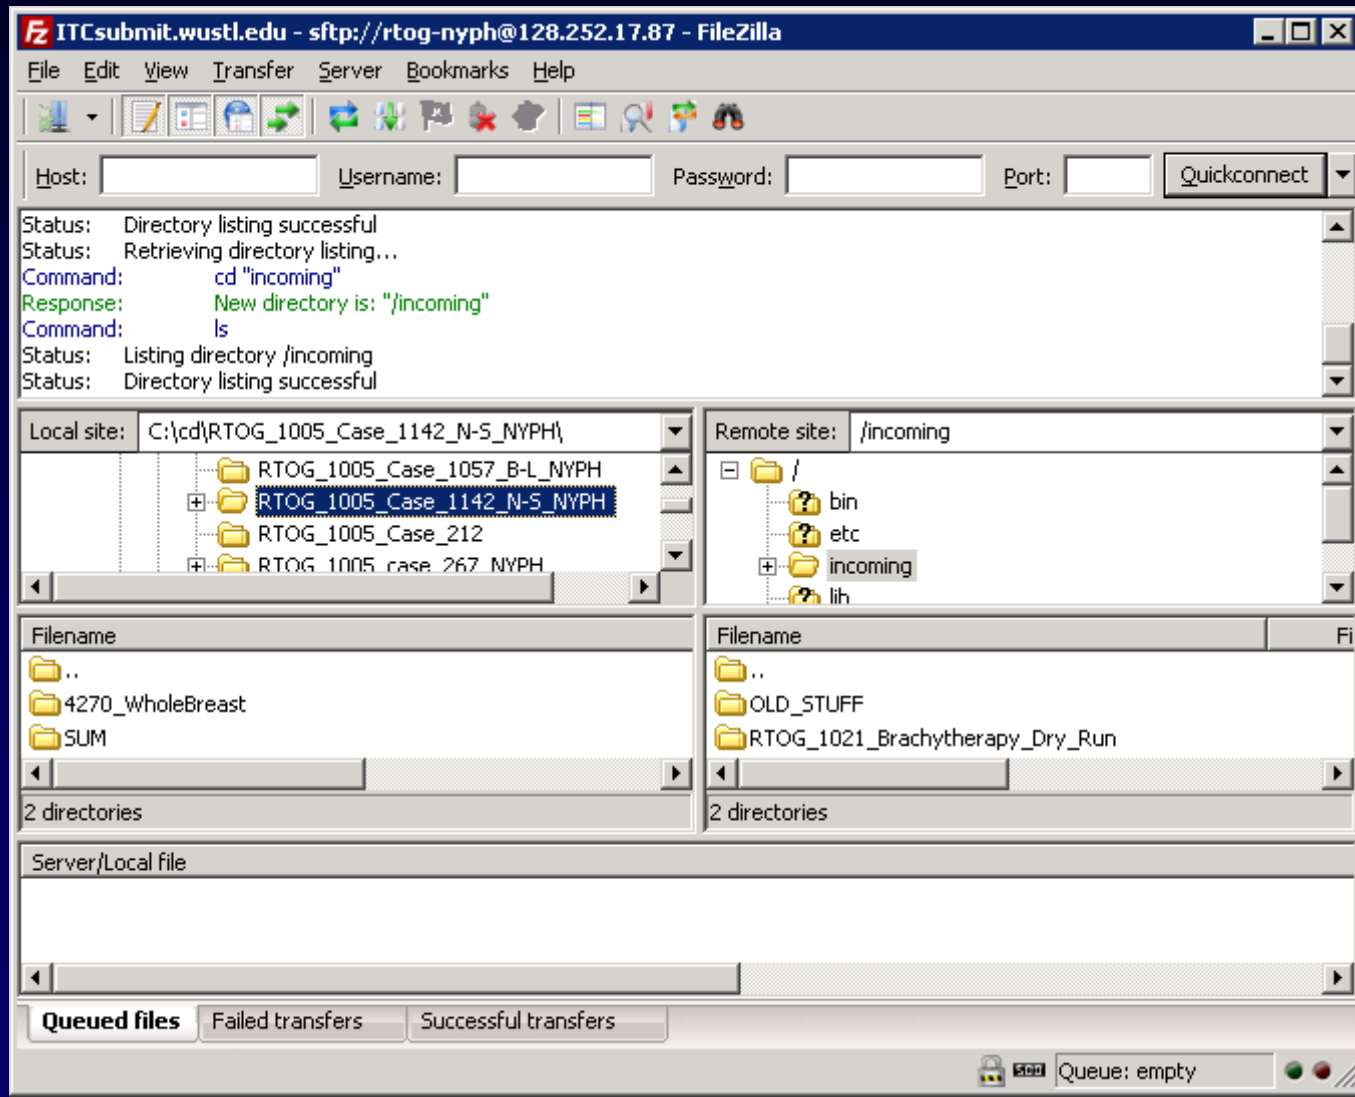 ITCsubmit.wustl.edu - sftp://rtog-nyph@128.252.17.87 - FileZilla
File Edit View Transfer Server Bookmarks Help
Host: Username: Password: Port: Quickconnect
Status: Directory listing successful
Status: Retrieving directory listing...
Command: cd "incoming"
Response: New directory is: "/incoming"
Command: ls
Status: Listing directory /incoming
Status: Directory listing successful
Local site: C:\cd\RTOG_1005_Case_1142_N-S_NYPH\
RTOG_1005_Case_1057_B-L_NYPH
RTOG_1005_Case_1142_N-S_NYPH
RTOG_1005_Case_212
RTOG_1005_case_267_NYPH
Remote site: /incoming
/
bin
etc
incoming
lib
Filename
..
4270_WholeBreast
SUM
2 directories
Filename Fi
..
OLD_STUFF
RTOG_1021_Brachytherapy_Dry_Run
2 directories
Server/Local file
Queued files Failed transfers Successful transfers
Queue: empty